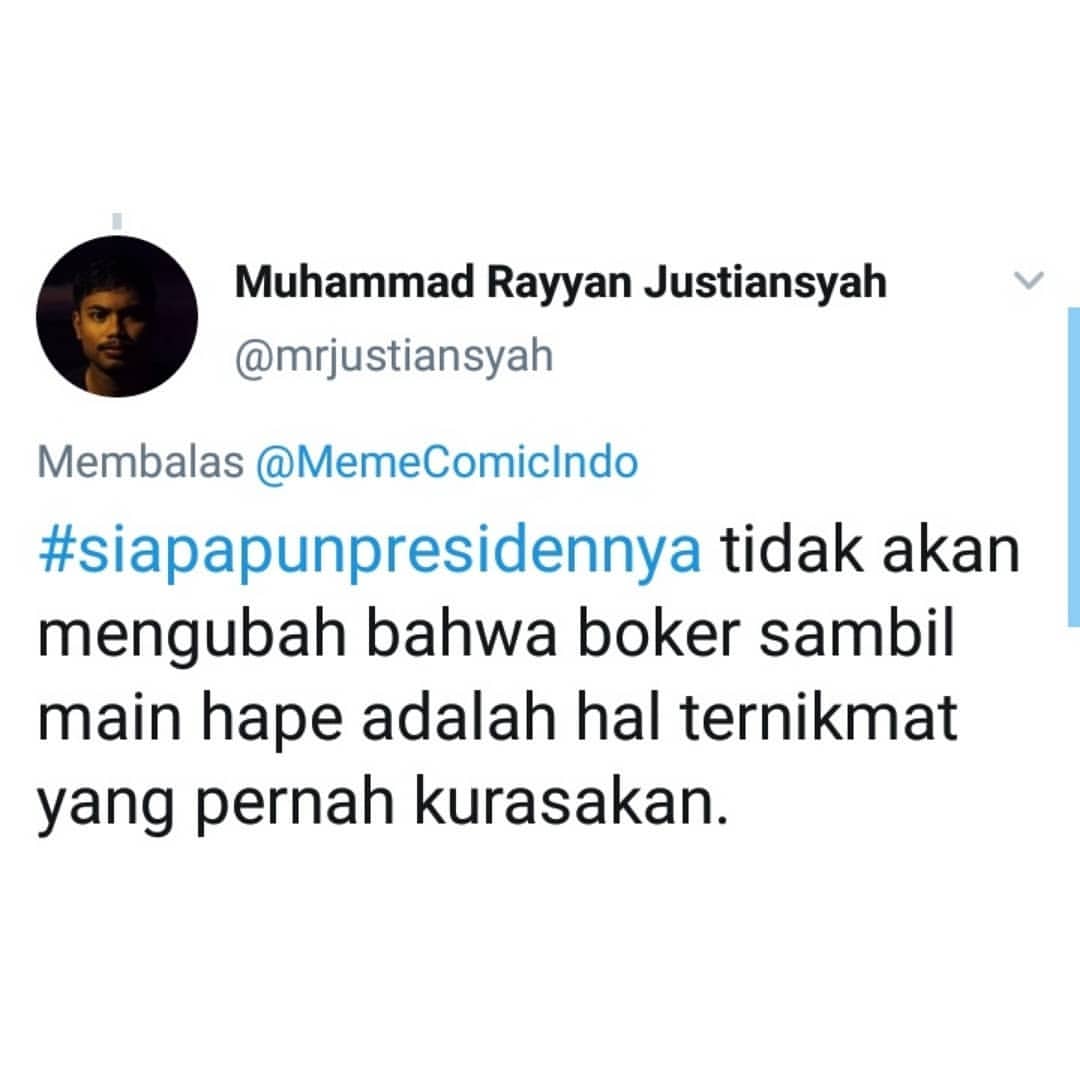 Muhammad Rayyan Justiansyah
@mrjustiansyah
Membalas @MemeComicIndo
#siapapunpresidennya tidak akan
mengubah bahwa boker sambil
main hape adalah hal ternikmat
yang pernah kurasakan.